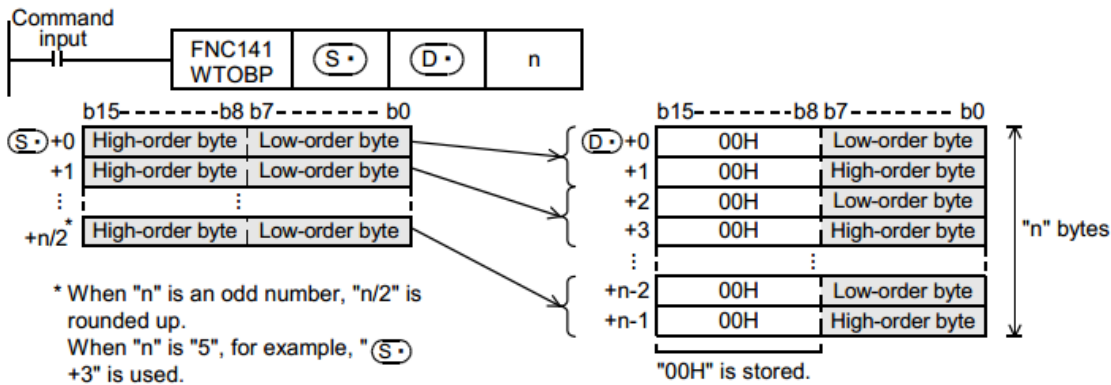 Command
input
FNC141
WTOBP
S・
D・
n
b15-------b8 b7------- b0
S・+0 High-order byte Low-order byte
+1 High-order byte Low-order byte
⋮ ⋮
+n/2* High-order byte Low-order byte
* When "n" is an odd number, "n/2" is
rounded up.
When "n" is "5", for example, " S・
+3" is used.
b15-------b8 b7------- b0
D・+0 00H Low-order byte
+1 00H High-order byte
+2 00H Low-order byte
+3 00H High-order byte
⋮ ⋮
+n-2 00H Low-order byte
+n-1 00H High-order byte
"n" bytes
"00H" is stored.